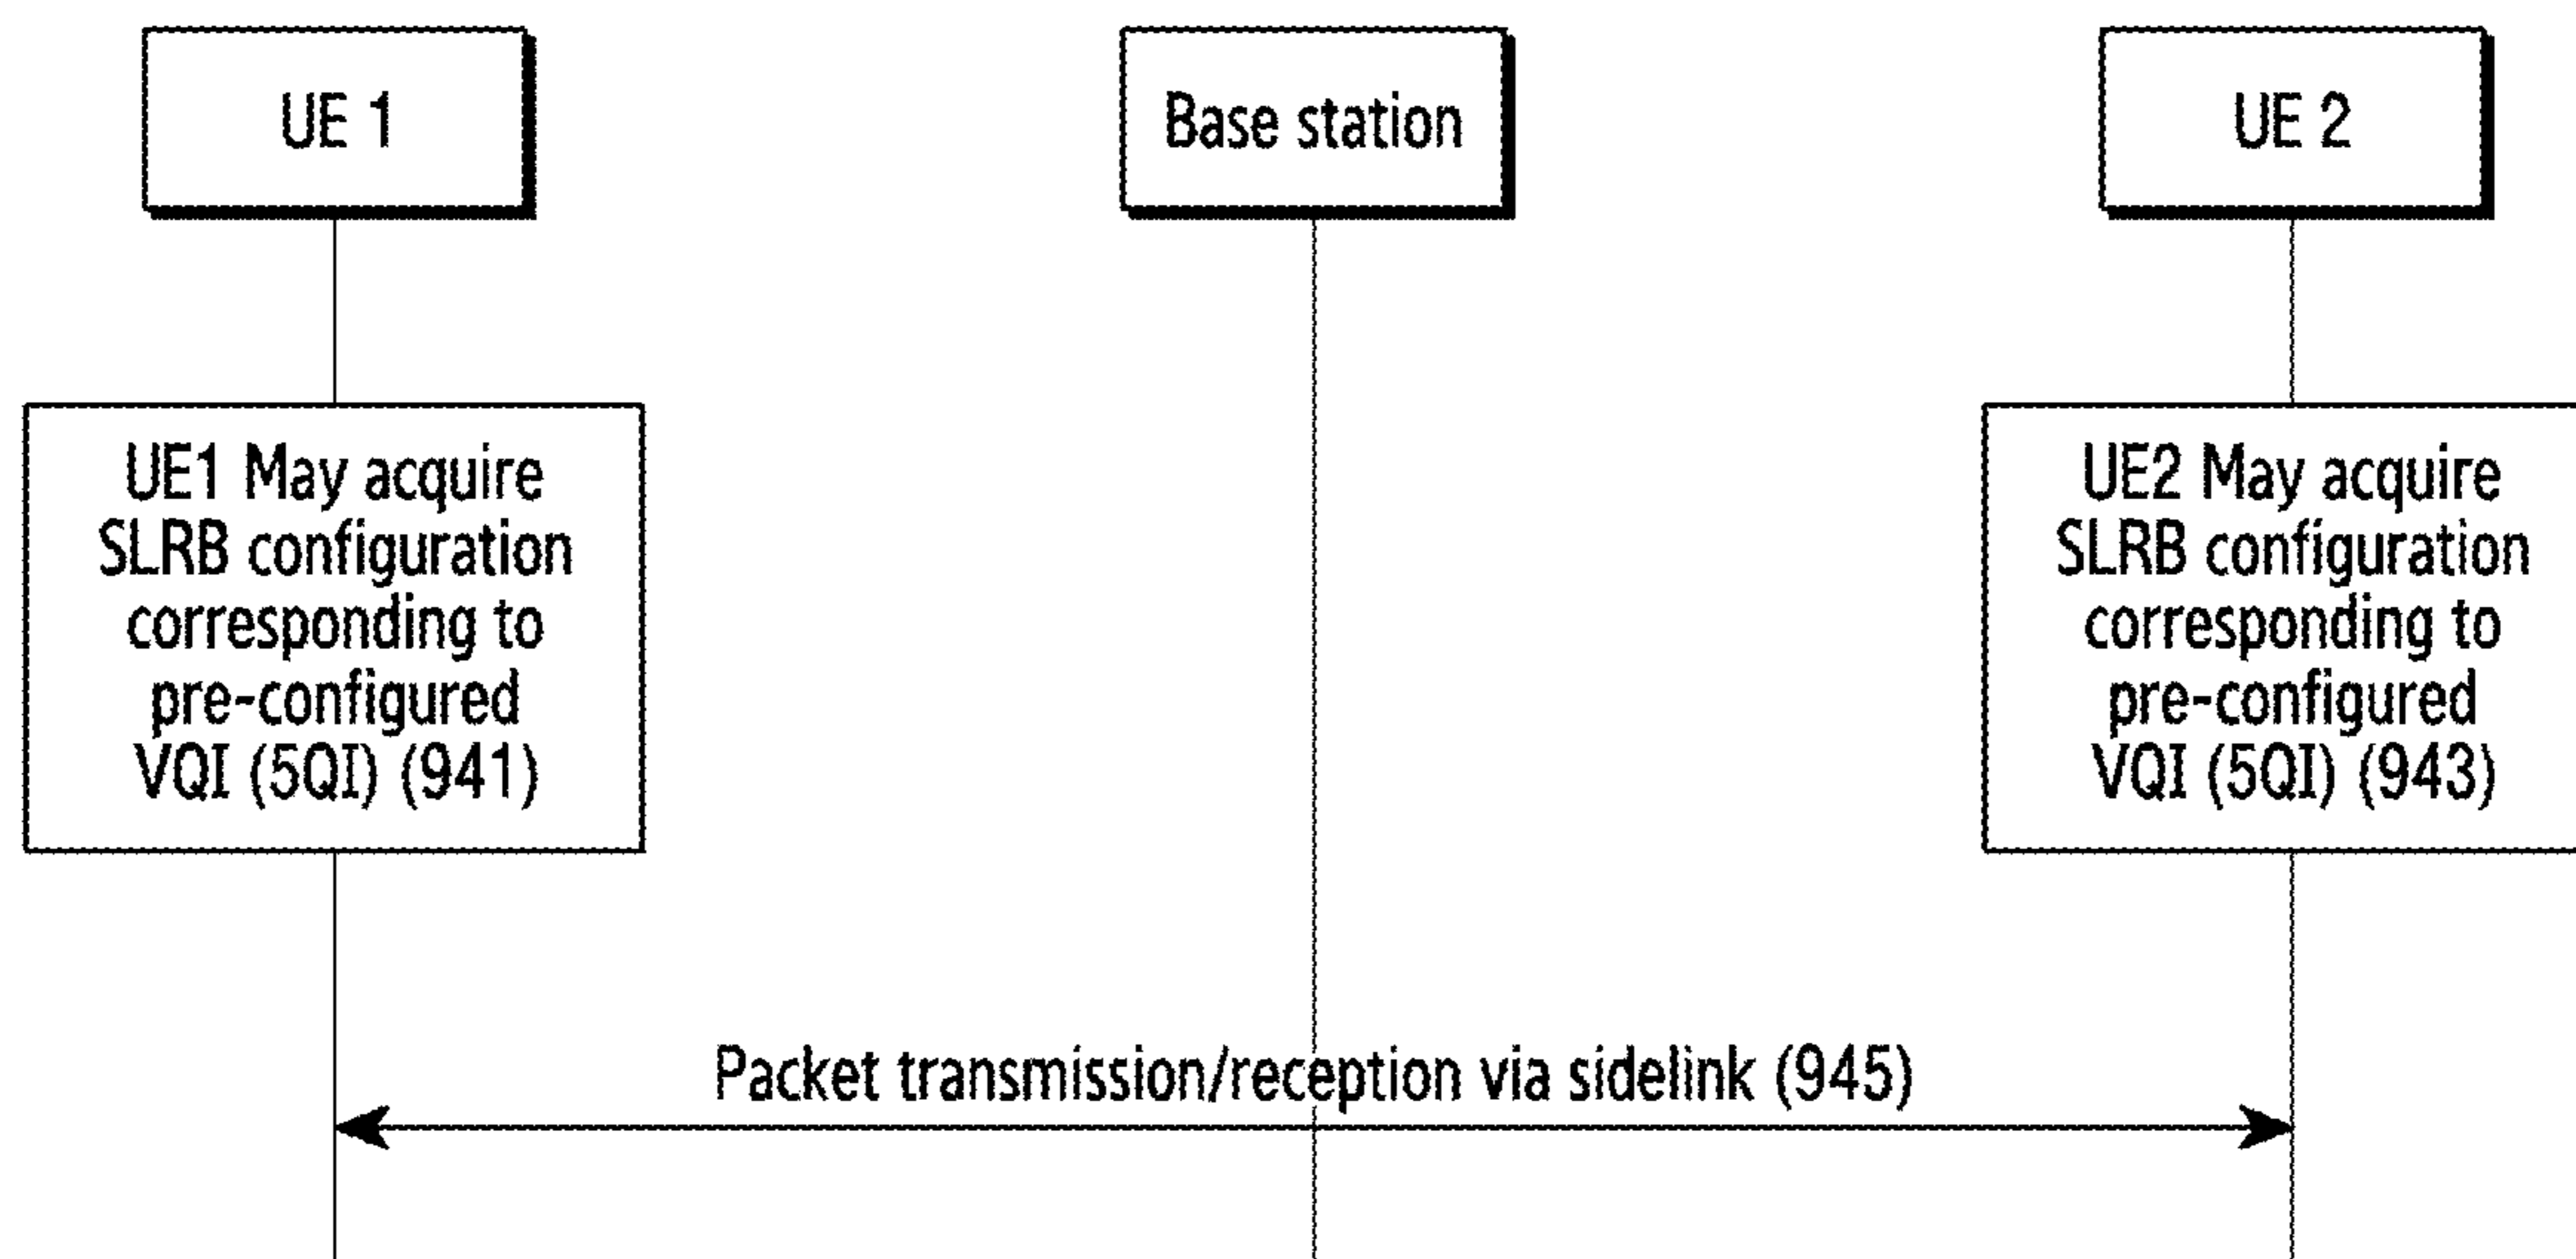 UE 1
Base station
UE 2
UE1 May acquire
SLRB configuration
corresponding to
pre-configured
VQI (5QI) (941)
UE2 May acquire
SLRB configuration
corresponding to
pre-configured
VQI (5QI) (943)
Packet transmission/reception via sidelink (945)